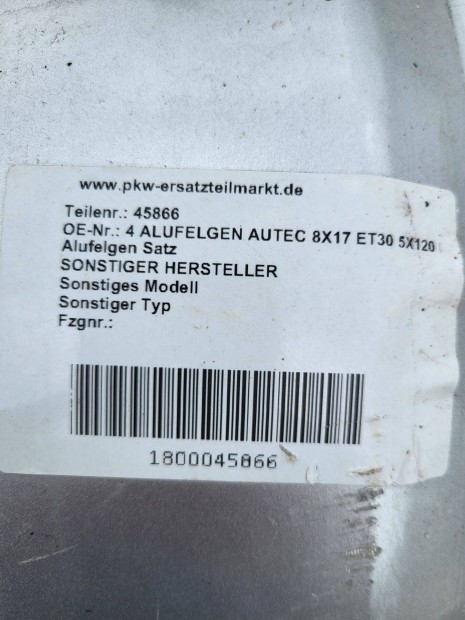 www.pkw-ersatzteilmarkt.de
Teilenr.: 45866
OE-Nr.: 4 ALUFELGEN AUTEC 8X17 ET30 5X120
Alufelgen Satz
SONSTIGER HERSTELLER
Sonstiges Modell
Sonstiger Typ
Fzgnr.:
1800045866